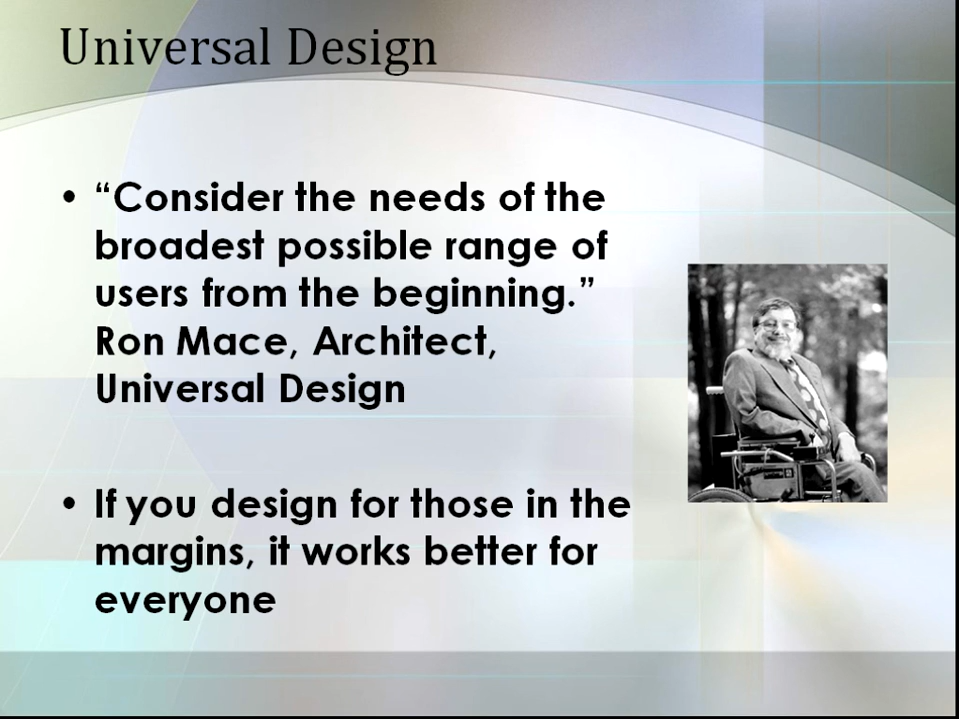 Universal Design
• “Consider the needs of the
broadest possible range of
users from the beginning.”
Ron Mace, Architect,
Universal Design
• If you design for those in the
margins, it works better for
everyone